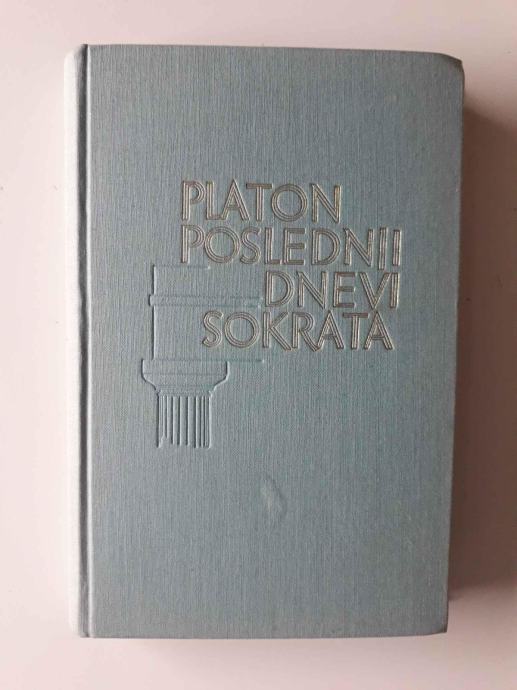 PLATON
POSLEDNJI
DNEVI
SOKRATA